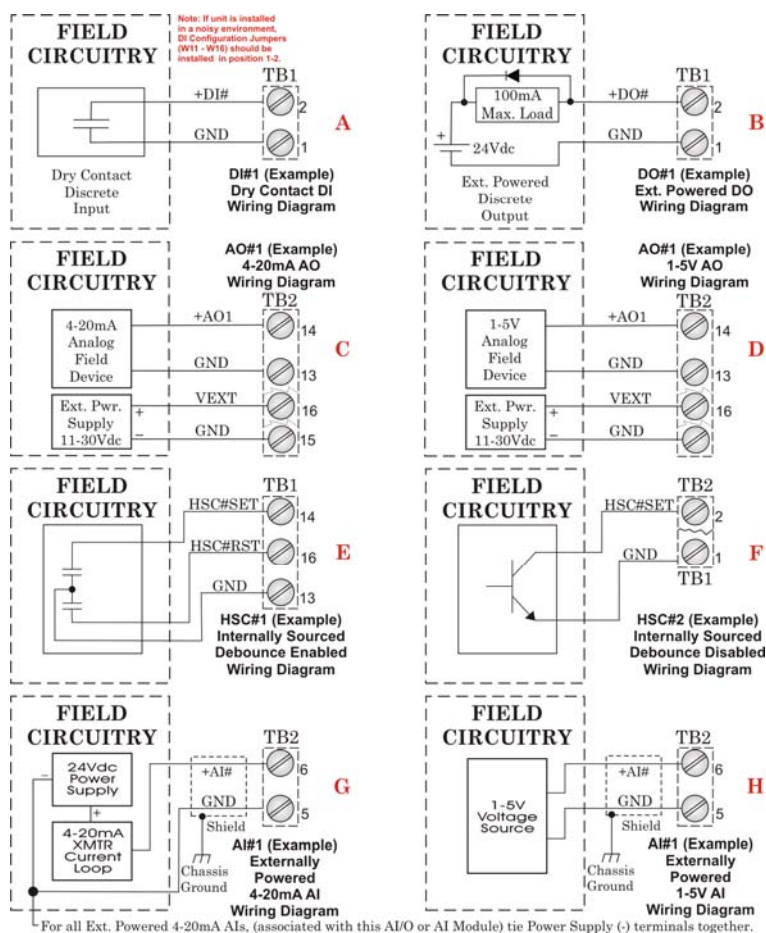 FIELD
CIRCUITRY
Note: If unit is installed
in a noisy environment,
DI Configuration Jumpers
(W11 - W16) should be
installed in position 1-2.
TB1
+DI#
2
GND
1
A
Dry Contact
Discrete
Input
DI#1 (Example)
Dry Contact DI
Wiring Diagram
FIELD
CIRCUITRY
TB1
100mA
Max. Load
+DO#
2
+
24Vdc
GND
1
B
Ext. Powered
Discrete
Output
DO#1 (Example)
Ext. Powered DO
Wiring Diagram
FIELD
CIRCUITRY
AO#1 (Example)
4-20mA AO
Wiring Diagram
TB2
4-20mA
Analog
Field
Device
+AO1
14
GND
13
C
Ext. Pwr.
Supply
11-30Vdc
+
VEXT
16
–
GND
15
FIELD
CIRCUITRY
AO#1 (Example)
1-5V AO
Wiring Diagram
TB2
1-5V
Analog
Field
Device
+AO1
14
GND
13
D
Ext. Pwr.
Supply
11-30Vdc
+
VEXT
16
–
GND
FIELD
CIRCUITRY
TB1
HSC#SET
14
HSC#RST
16
E
GND
13
HSC#1 (Example)
Internally Sourced
Debounce Enabled
Wiring Diagram
FIELD
CIRCUITRY
TB2
HSC#SET
2
GND
1
F
TB1
HSC#2 (Example)
Internally Sourced
Debounce Disabled
Wiring Diagram
FIELD
CIRCUITRY
TB2
24Vdc
Power
Supply
–
+
4-20mA
XMTR
Current
Loop
+AI#
6
GND
5
G
Shield
Chassis
Ground
AI#1 (Example)
Externally
Powered
4-20mA AI
Wiring Diagram
FIELD
CIRCUITRY
TB2
1-5V
Voltage
Source
+AI#
6
GND
5
H
Shield
Chassis
Ground
AI#1 (Example)
Externally
Powered
1-5V AI
Wiring Diagram
For all Ext. Powered 4-20mA AIs, (associated with this AI/O or AI Module) tie Power Supply (-) terminals together.